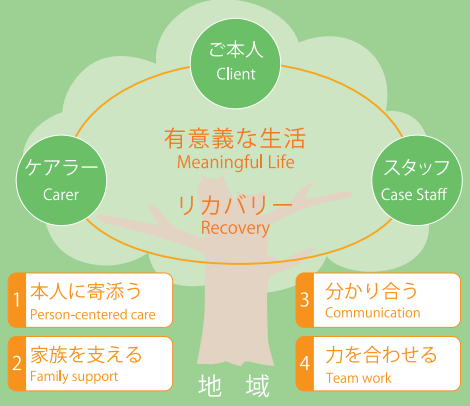 ご本人
Client
有意義な生活
Meaningful Life
ケアラー
Carer
スタッフ
Case Staff
リカバリー
Recovery
1 本人に寄添う
Person-centered care
2 家族を支える
Family support
3 分かり合う
Communication
4 力を合わせる
Team work
地域